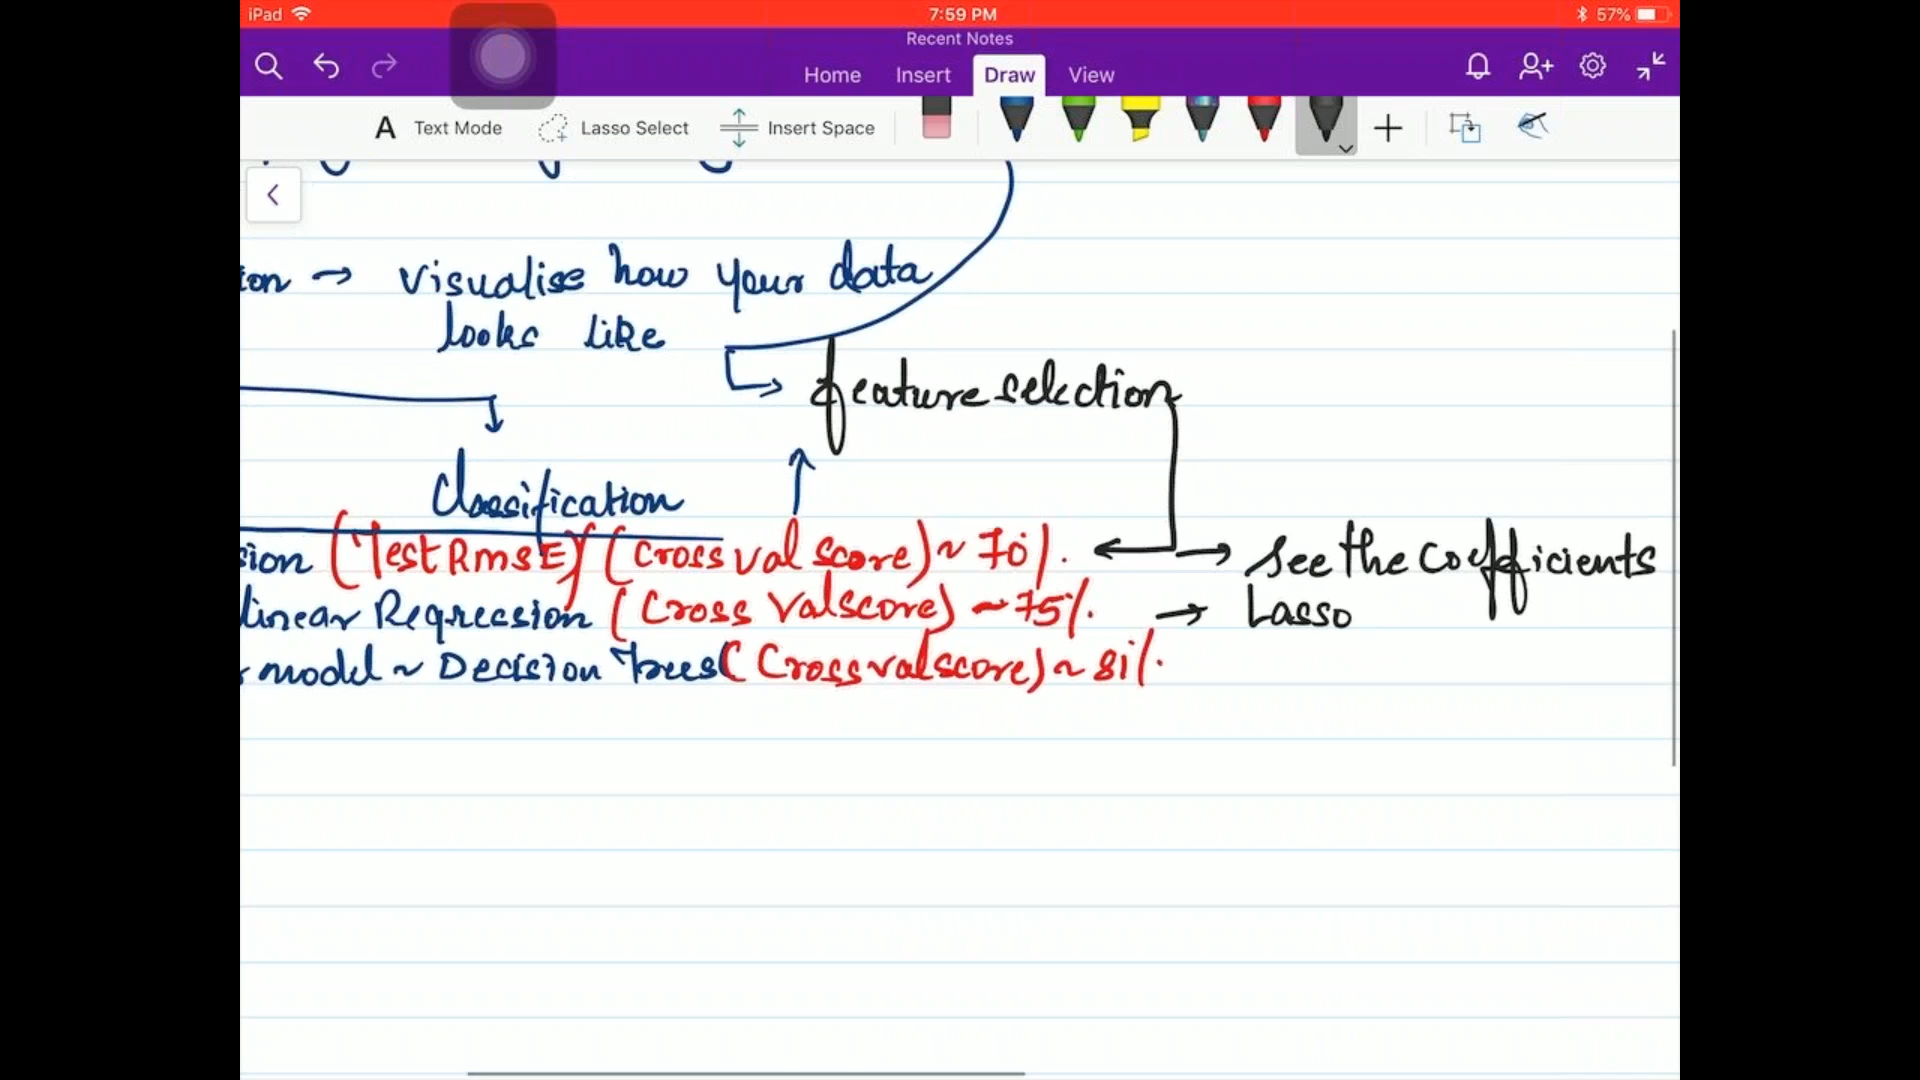 iPad 7:59 PM 57%
Recent Notes
Home Insert Draw View
A Text Mode Lasso Select Insert Space
ion → Visualise how your data
looks like
feature selection
Classification
sion (Test RmsE) (Cross val score) ~ 70%. ← → See the Coefficients
linear Regression (Cross Valscore) ~ 75%. → Lasso
model ~ Decision Trees (Crossvalscore) ~ 81%.